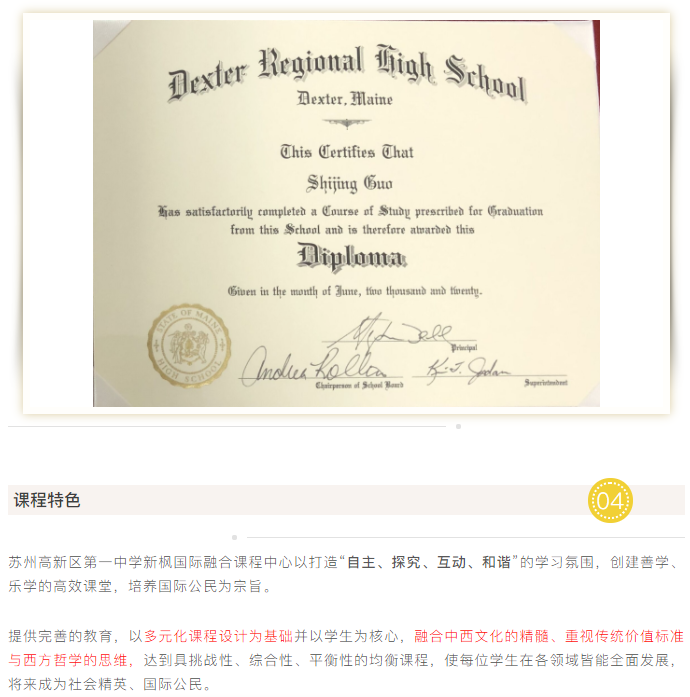 Dexter Regional High School
Dexter, Maine
This Certifies That
Shijing Guo
Has satisfactorily completed a Course of Study prescribed for Graduation
from this School and is therefore awarded this
Diploma
Given in the month of June, two thousand and twenty.
STATE OF MAINE
HIGH SCHOOL
Principal
Chairperson of School Board
Superintendent
课程特色
04
苏州高新区第一中学新枫国际融合课程中心以打造“自主、探究、互动、和谐”的学习氛围，创建善学、
乐学的高效课堂，培养国际公民为宗旨。
提供完善的教育，以多元化课程设计为基础并以学生为核心，融合中西文化的精髓、重视传统价值标准
与西方哲学的思维，达到具挑战性、综合性、平衡性的均衡课程，使每位学生在各领域皆能全面发展，
将来成为社会精英、国际公民。